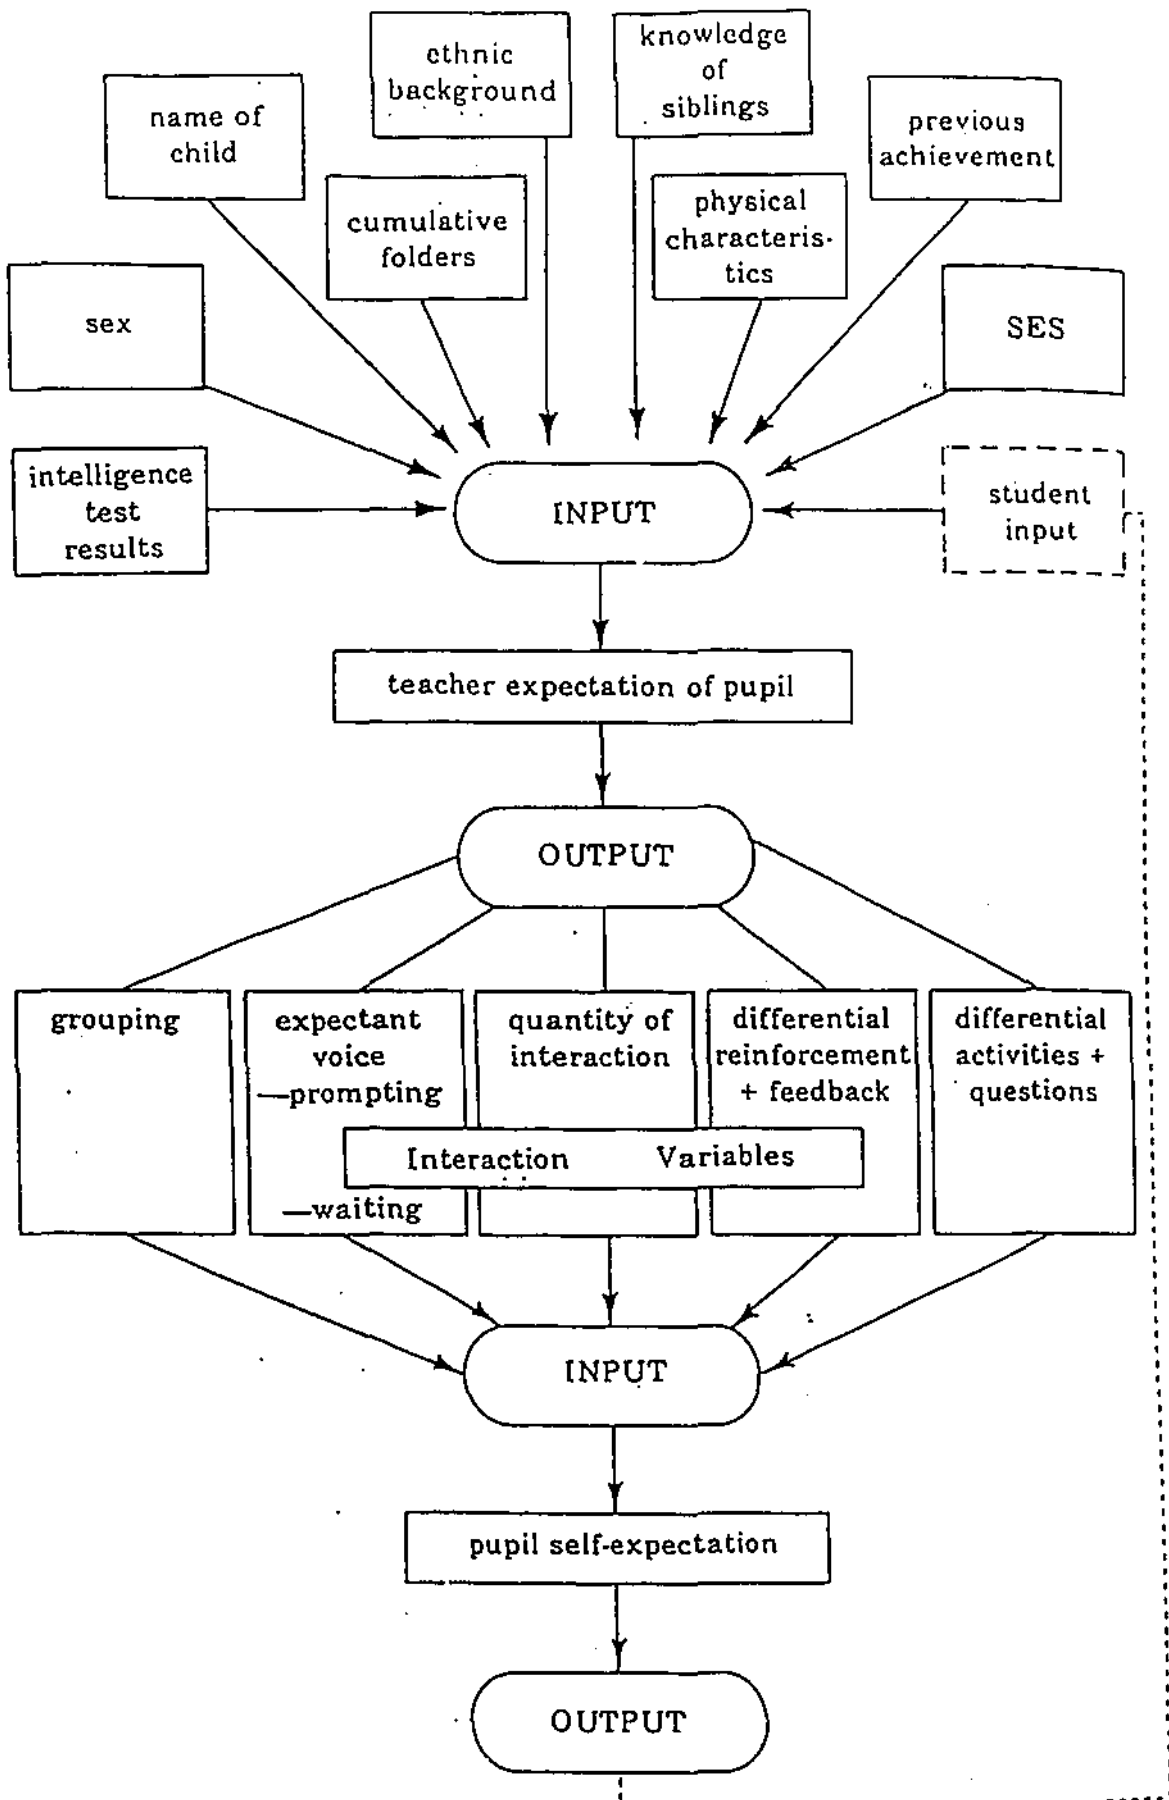 ethnic
background
knowledge
of
siblings
name of
child
previous
achievement
cumulative
folders
physical
characteris-
tics
sex
SES
intelligence
test
results
INPUT
student
input
teacher expectation of pupil
OUTPUT
grouping
expectant
voice
—prompting
—waiting
quantity of
interaction
differential
reinforcement
+ feedback
differential
activities +
questions
Interaction Variables
INPUT
pupil self-expectation
OUTPUT